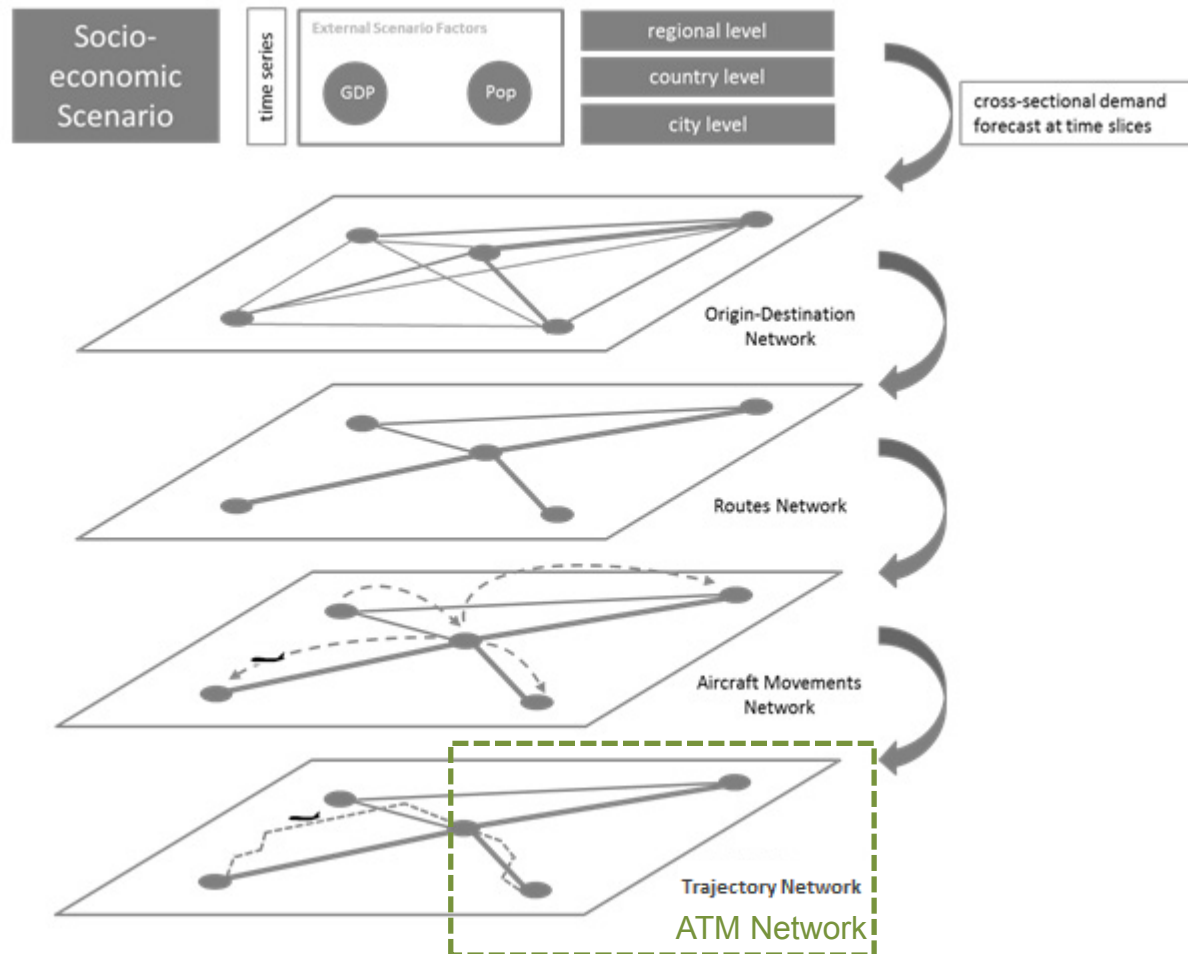 Socio-
economic
Scenario
time series
External Scenario Factors
GDP
Pop
regional level
country level
city level
cross-sectional demand
forecast at time slices
Origin-Destination
Network
Routes Network
Aircraft Movements
Network
Trajectory Network
ATM Network